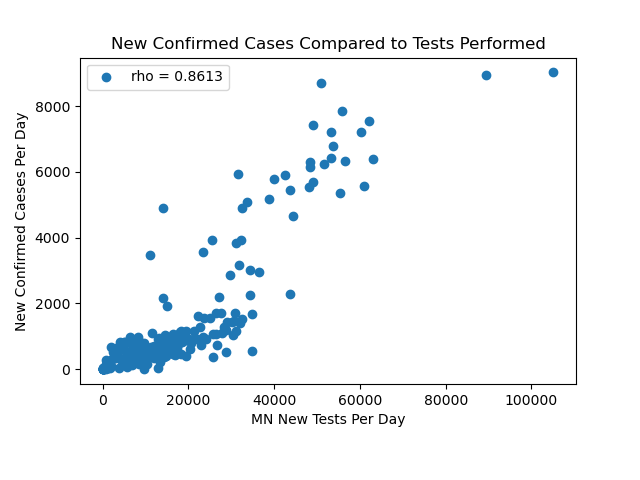 New Confirmed Cases Compared to Tests Performed
rho = 0.8613
8000
6000
4000
2000
0
New Confirmed Caeses Per Day
0 20000 40000 60000 80000 100000
MN New Tests Per Day